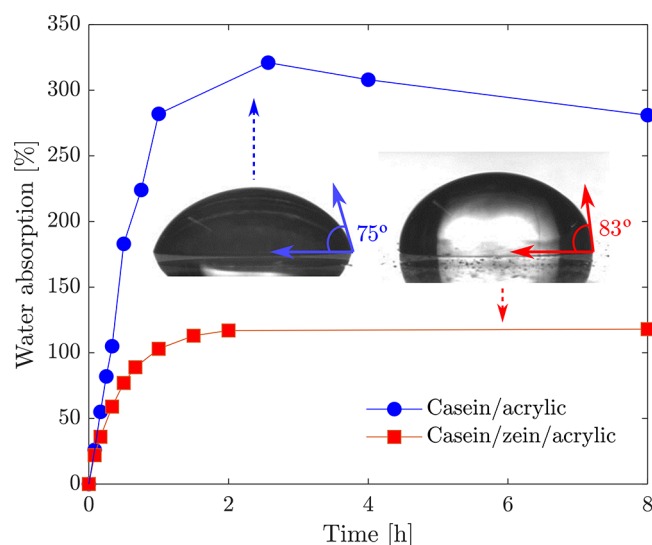 350
300
250
200
150
100
50
0
Water absorption [%]
75º
83º
Casein/acrylic
Casein/zein/acrylic
0
2
4
6
8
Time [h]